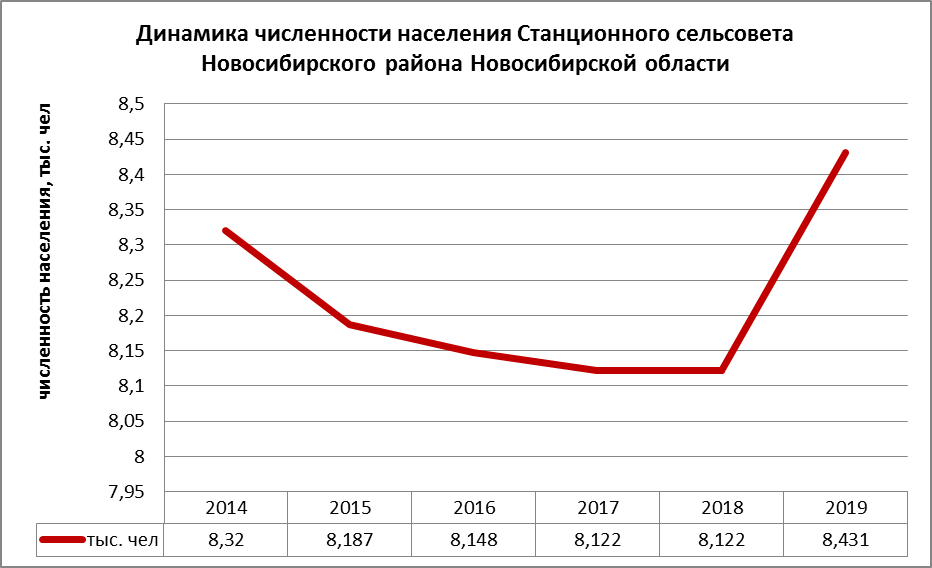 Динамика численности населения Станционного сельсовета
Новосибирского района Новосибирской области
численность населения, тыс. чел
8,5
8,45
8,4
8,35
8,3
8,25
8,2
8,15
8,1
8,05
8
7,95
2014 2015 2016 2017 2018 2019
тыс. чел 8,32 8,187 8,148 8,122 8,122 8,431